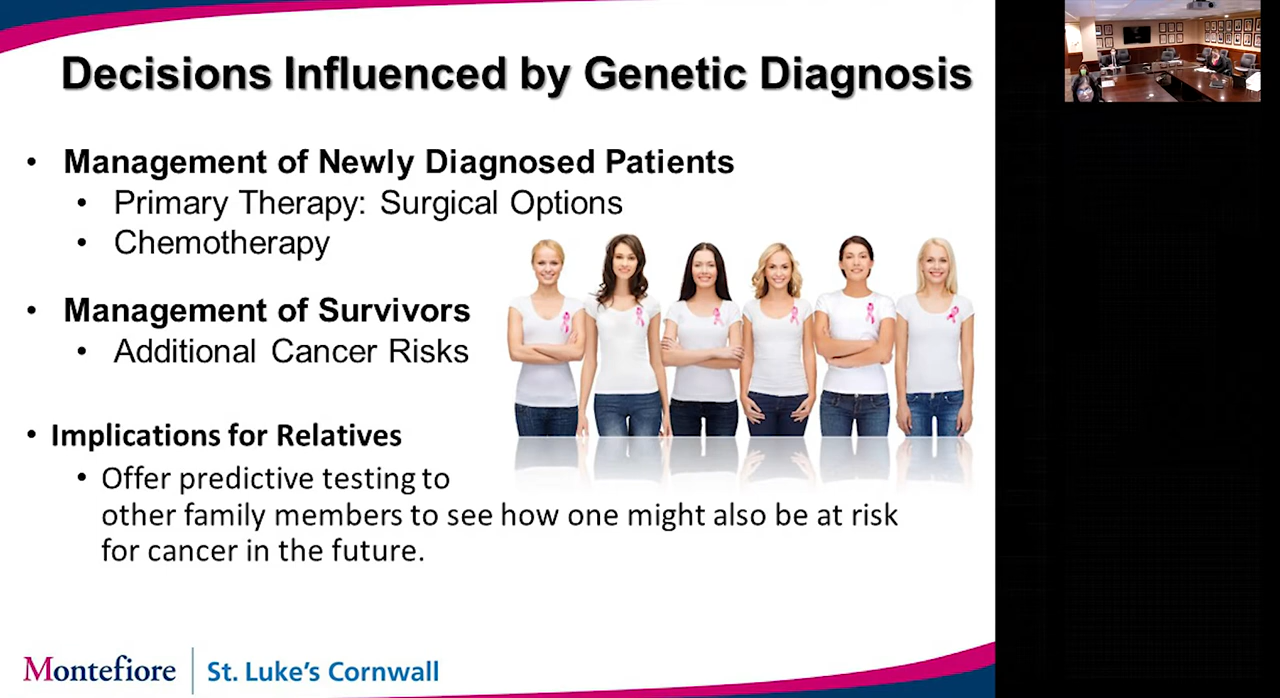 Decisions Influenced by Genetic Diagnosis
• Management of Newly Diagnosed Patients
• Primary Therapy: Surgical Options
• Chemotherapy
• Management of Survivors
• Additional Cancer Risks
• Implications for Relatives
• Offer predictive testing to
other family members to see how one might also be at risk
for cancer in the future.
Montefiore | St. Luke's Cornwall